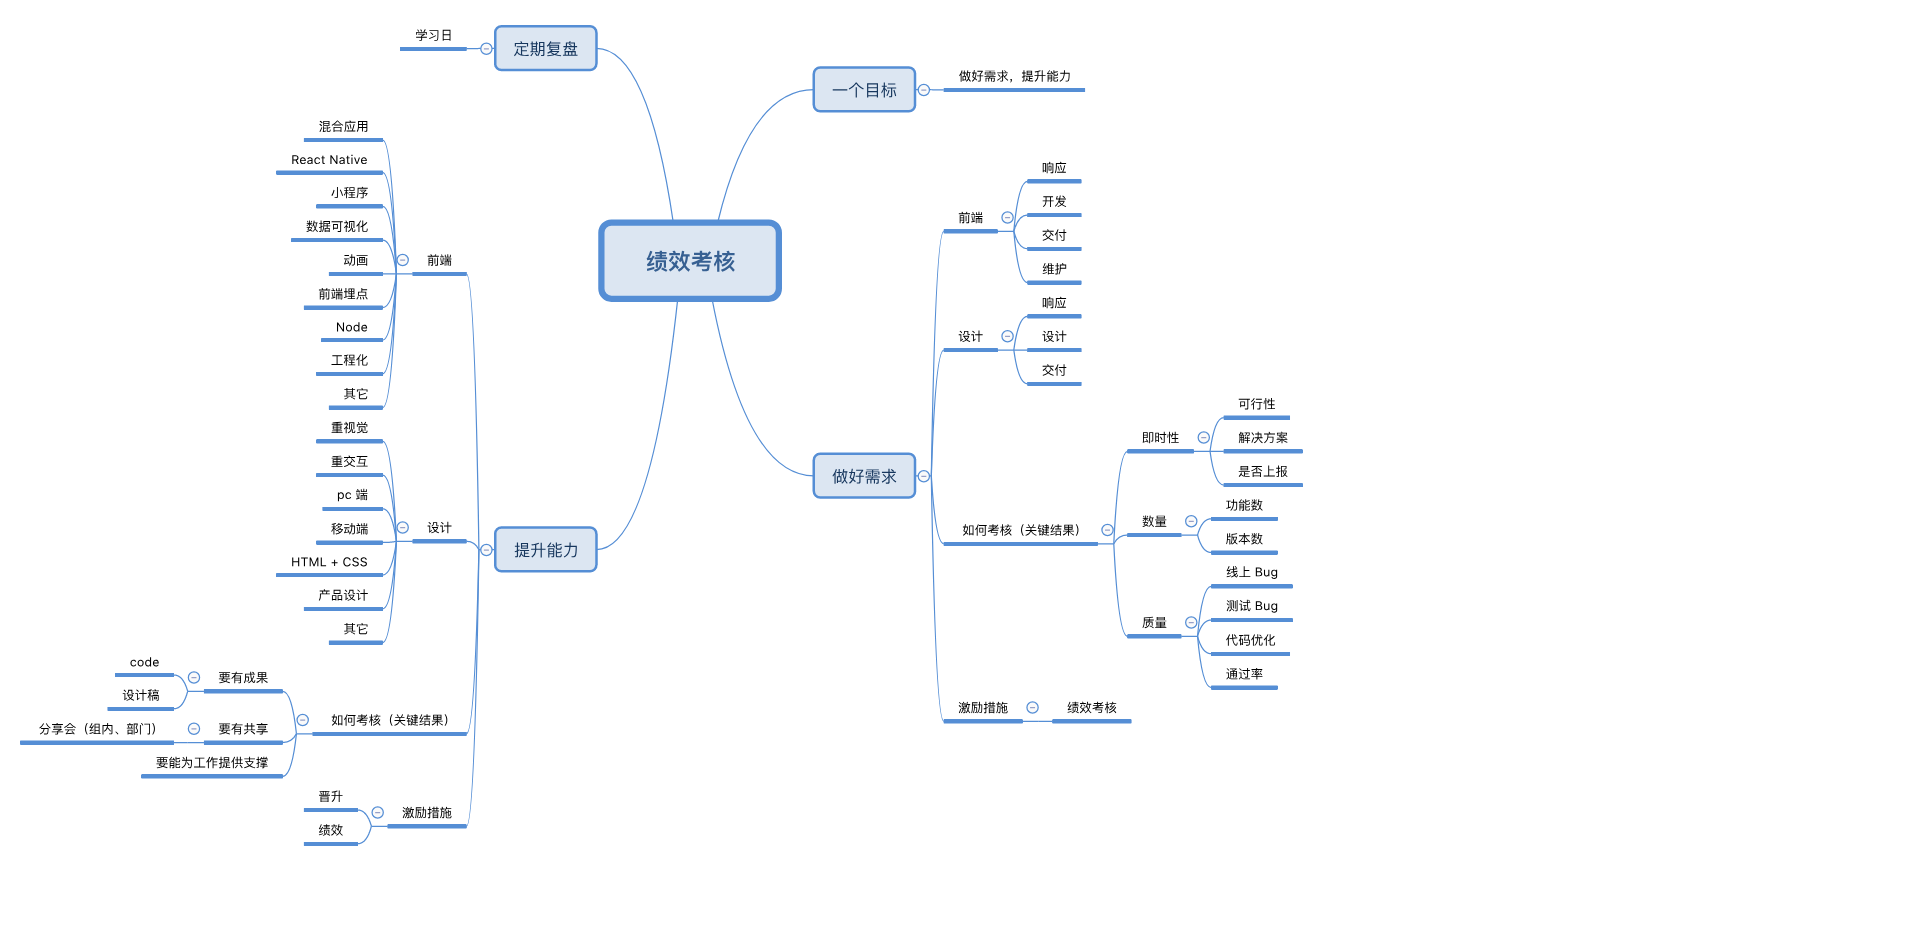 绩效考核
一个目标
做好需求，提升能力
做好需求
前端
响应
开发
交付
维护
设计
响应
设计
交付
如何考核（关键结果）
即时性
可行性
解决方案
是否上报
数量
功能数
版本数
质量
线上 Bug
测试 Bug
代码优化
通过率
激励措施
绩效考核
定期复盘
学习日
提升能力
前端
混合应用
React Native
小程序
数据可视化
动画
前端埋点
Node
工程化
其它
设计
重视觉
重交互
pc 端
移动端
HTML + CSS
产品设计
其它
如何考核（关键结果）
要有成果
code
设计稿
要有共享
分享会（组内、部门）
要能为工作提供支撑
激励措施
晋升
绩效